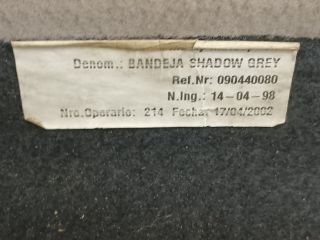 Denom.: BANDEJA SHADOW GREY
Ref.Nr: 090440080
N.Ing.: 14-04-98
Nro.Operario: 214 Fecha: 17/04/2002